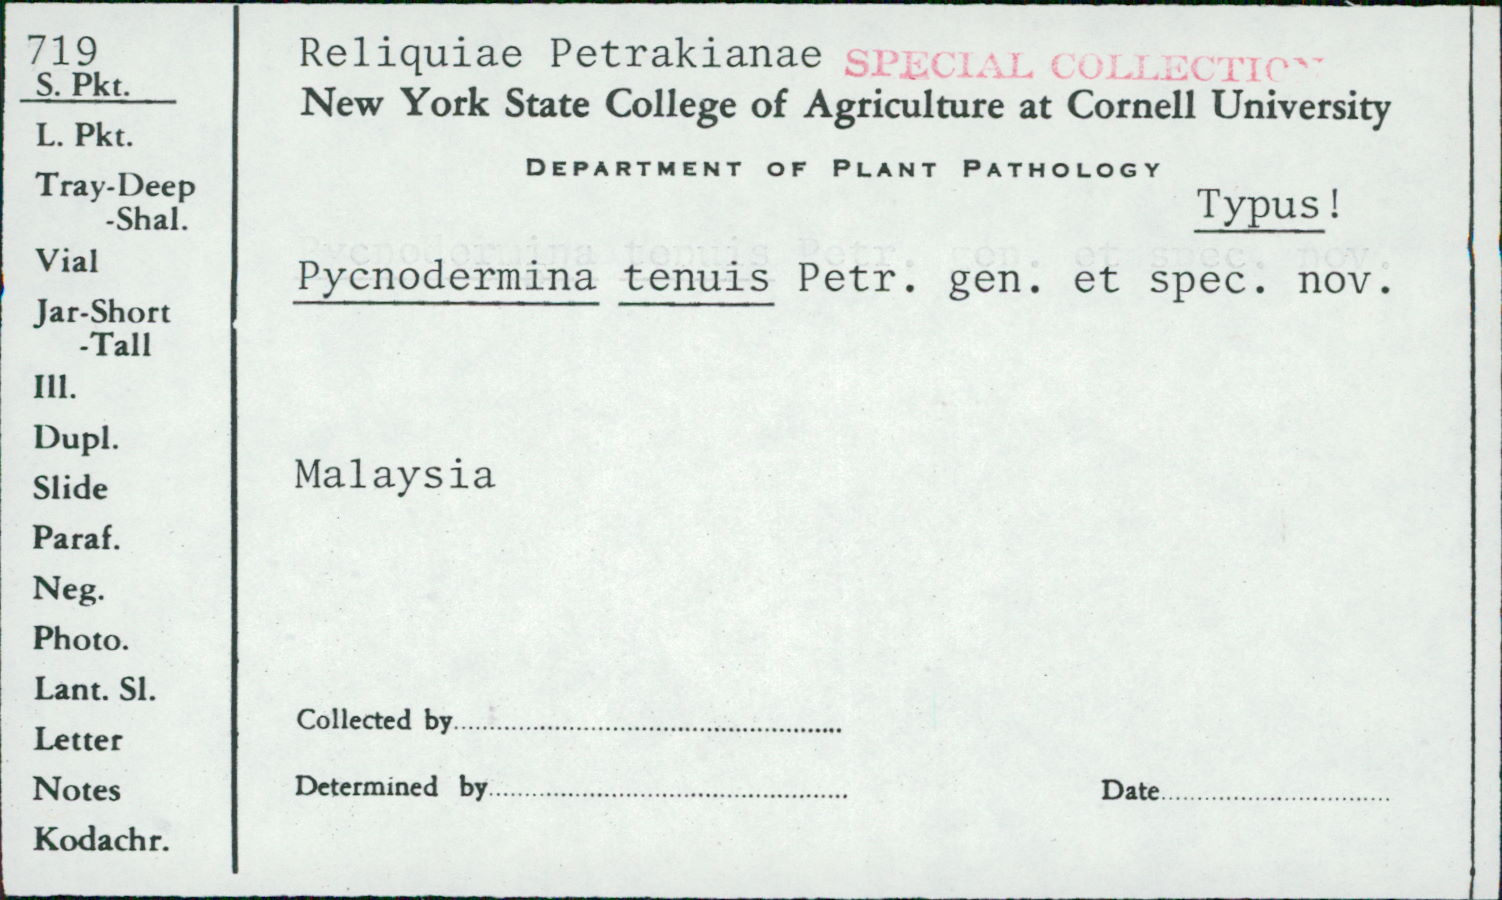 719
S. Pkt.
L. Pkt.
Tray-Deep
-Shal.
Vial
Jar-Short
-Tall
Ill.
Dupl.
Slide
Paraf.
Neg.
Photo.
Lant. Sl.
Letter
Notes
Kodachr.
Reliquiae Petrakianae SPECIAL COLLECTION
New York State College of Agriculture at Cornell University
DEPARTMENT OF PLANT PATHOLOGY
Typus!
Pycnodermina tenuis Petr. gen. et spec. nov.
Malaysia
Collected by
Determined by
Date